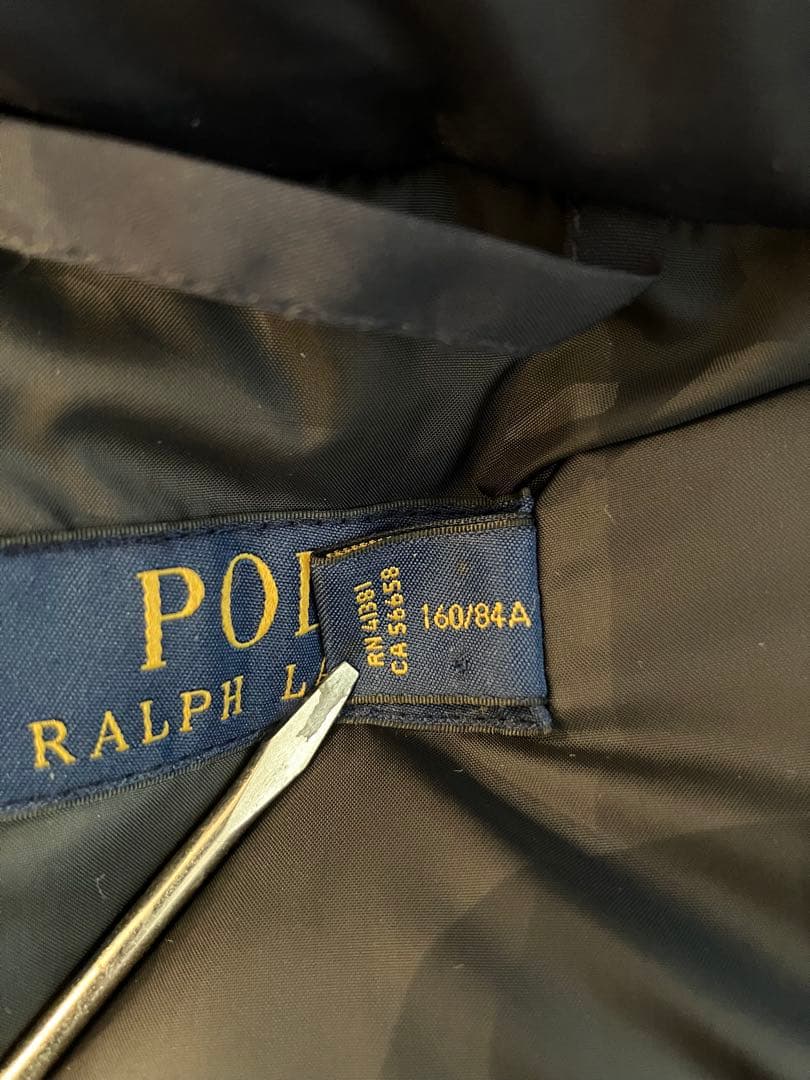 POL
RALPH LA
RN 41381
CA 56658
160/84A